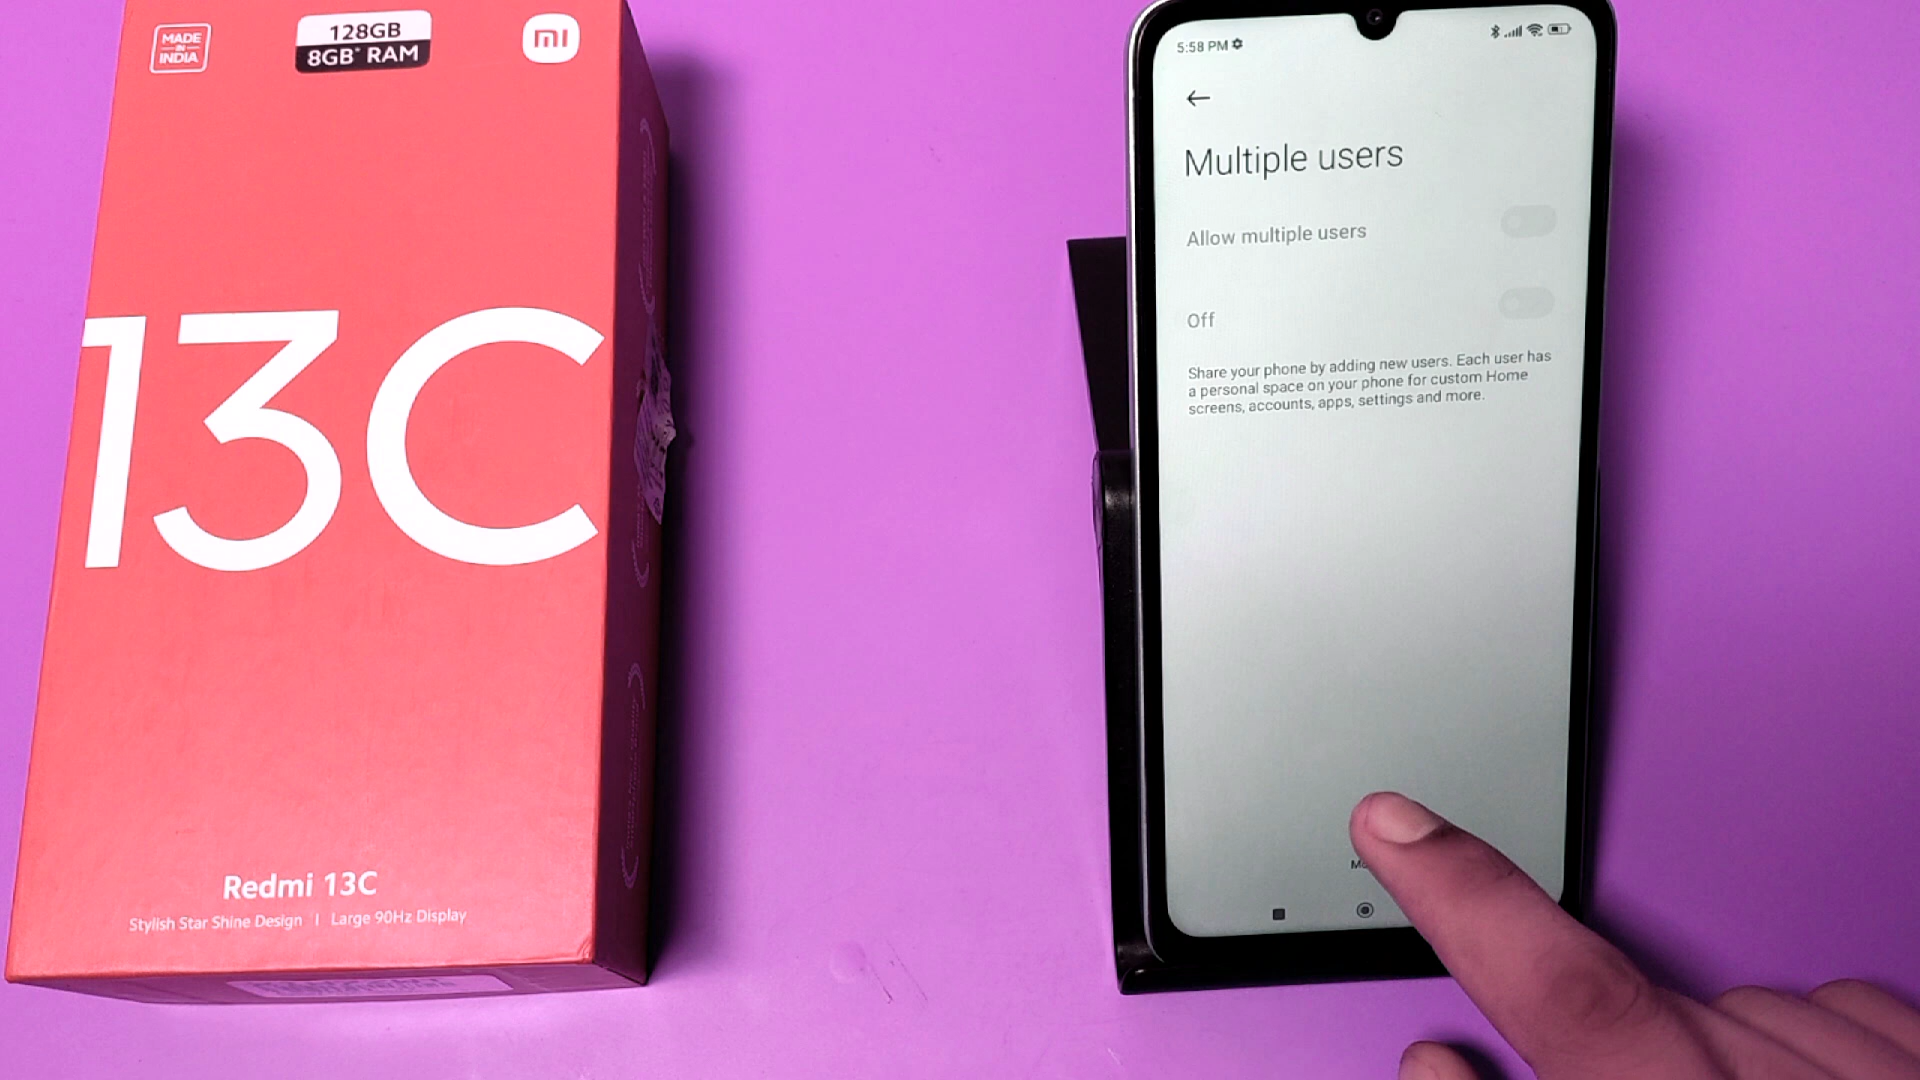 MADE
IN
INDIA
128GB
8GB* RAM
mi
13C
Redmi 13C
Stylish Star Shine Design | Large 90Hz Display
5:58 PM
Multiple users
Allow multiple users
Off
Share your phone by adding new users. Each user has
a personal space on your phone for custom Home
screens, accounts, apps, settings and more.